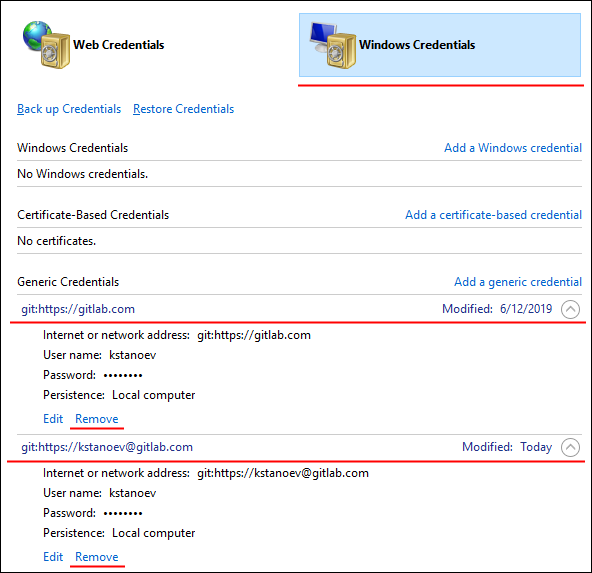 Web Credentials Windows Credentials
Back up Credentials Restore Credentials
Windows Credentials Add a Windows credential
No Windows credentials.
Certificate-Based Credentials Add a certificate-based credential
No certificates.
Generic Credentials Add a generic credential
git:https://gitlab.com Modified: 6/12/2019
Internet or network address: git:https://gitlab.com
User name: kstanoev
Password: ••••••••
Persistence: Local computer
Edit Remove
git:https://kstanoev@gitlab.com Modified: Today
Internet or network address: git:https://kstanoev@gitlab.com
User name: kstanoev
Password: ••••••••
Persistence: Local computer
Edit Remove